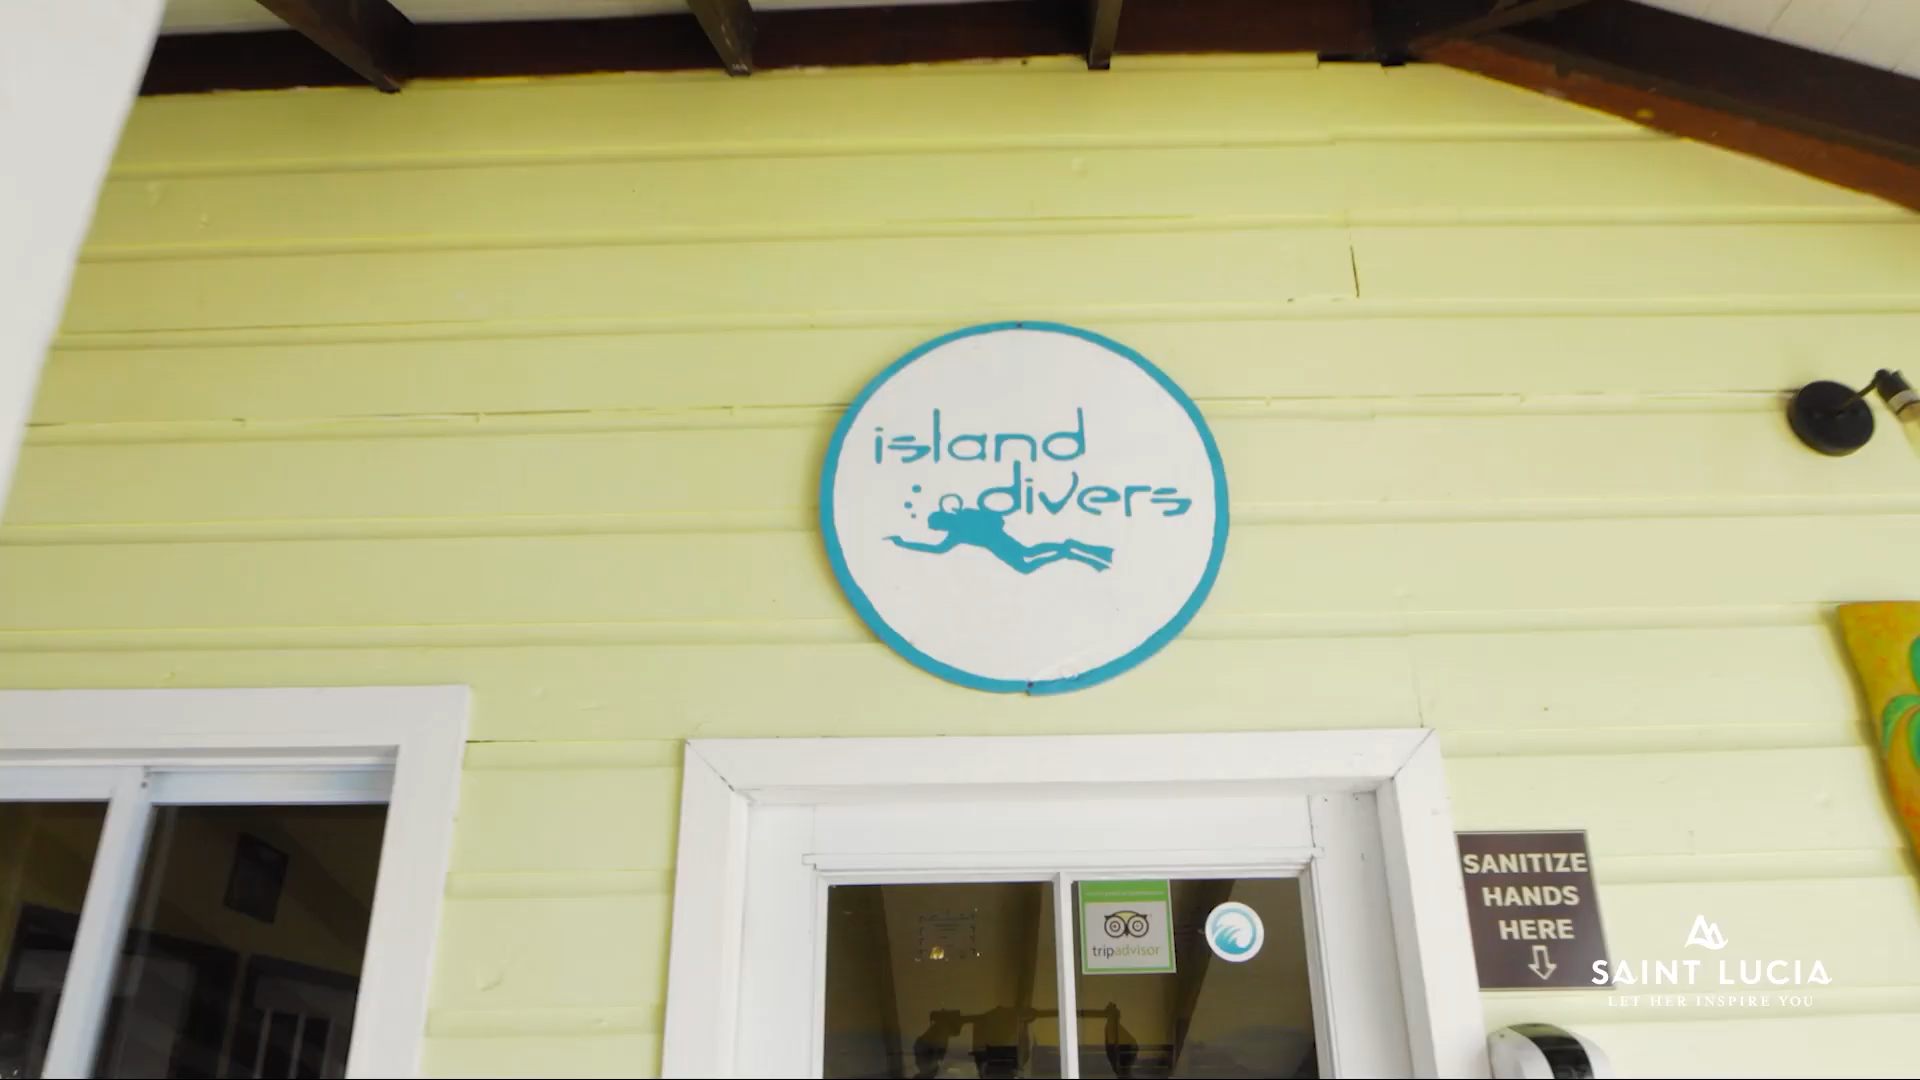 island
divers
tripadvisor
SANITIZE
HANDS
HERE
SAINT LUCIA
LET HER INSPIRE YOU